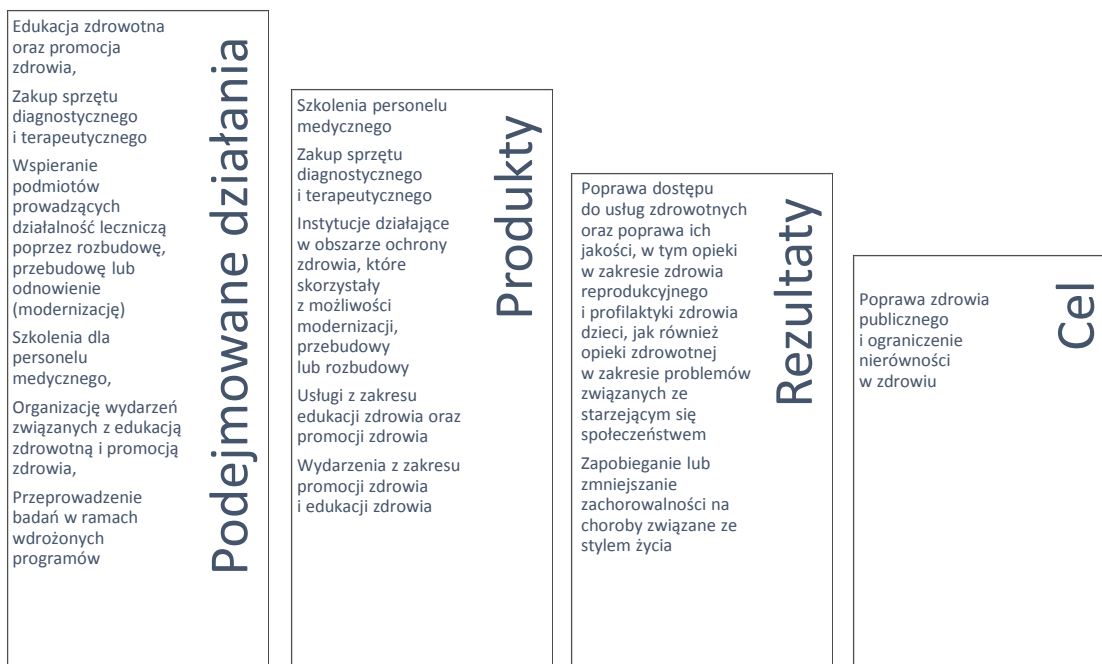 Edukacja zdrowotna
oraz promocja
zdrowia,
Zakup sprzętu
diagnostycznego
i terapeutycznego
Wspieranie
podmiotów
prowadzących
działalność leczniczą
poprzez rozbudowę,
przebudowę lub
odnowienie
(modernizację)
Szkolenia dla
personelu
medycznego,
Organizację wydarzeń
związanych z edukacją
zdrowotną i promocją
zdrowia,
Przeprowadzenie
badań w ramach
wdrożonych
programów
Podejmowane działania
Szkolenia personelu
medycznego
Zakup sprzętu
diagnostycznego
i terapeutycznego
Instytucje działające
w obszarze ochrony
zdrowia, które
skorzystały
z możliwości
modernizacji,
przebudowy
lub rozbudowy
Usługi z zakresu
edukacji zdrowia oraz
promocji zdrowia
Wydarzenia z zakresu
promocji zdrowia
i edukacji zdrowia
Produkty
Poprawa dostępu
do usług zdrowotnych
oraz poprawa ich
jakości, w tym opieki
w zakresie zdrowia
reprodukcyjnego
i profilaktyki zdrowia
dzieci, jak również
opieki zdrowotnej
w zakresie problemów
związanych ze
starzejącym się
społeczeństwem
Zapobieganie lub
zmniejszanie
zachorowalności na
choroby związane ze
stylem życia
Rezultaty
Poprawa zdrowia
publicznego
i ograniczenie
nierówności
w zdrowiu
Cel